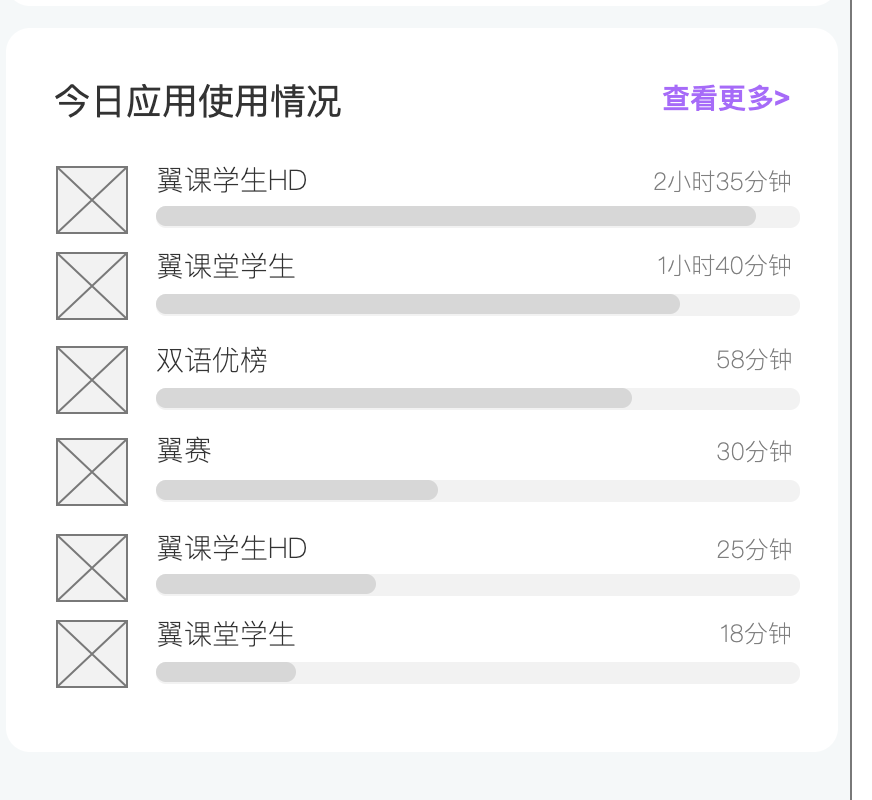 今日应用使用情况 查看更多>
翼课学生HD 2小时35分钟
翼课堂学生 1小时40分钟
双语优榜 58分钟
翼赛 30分钟
翼课学生HD 25分钟
翼课堂学生 18分钟